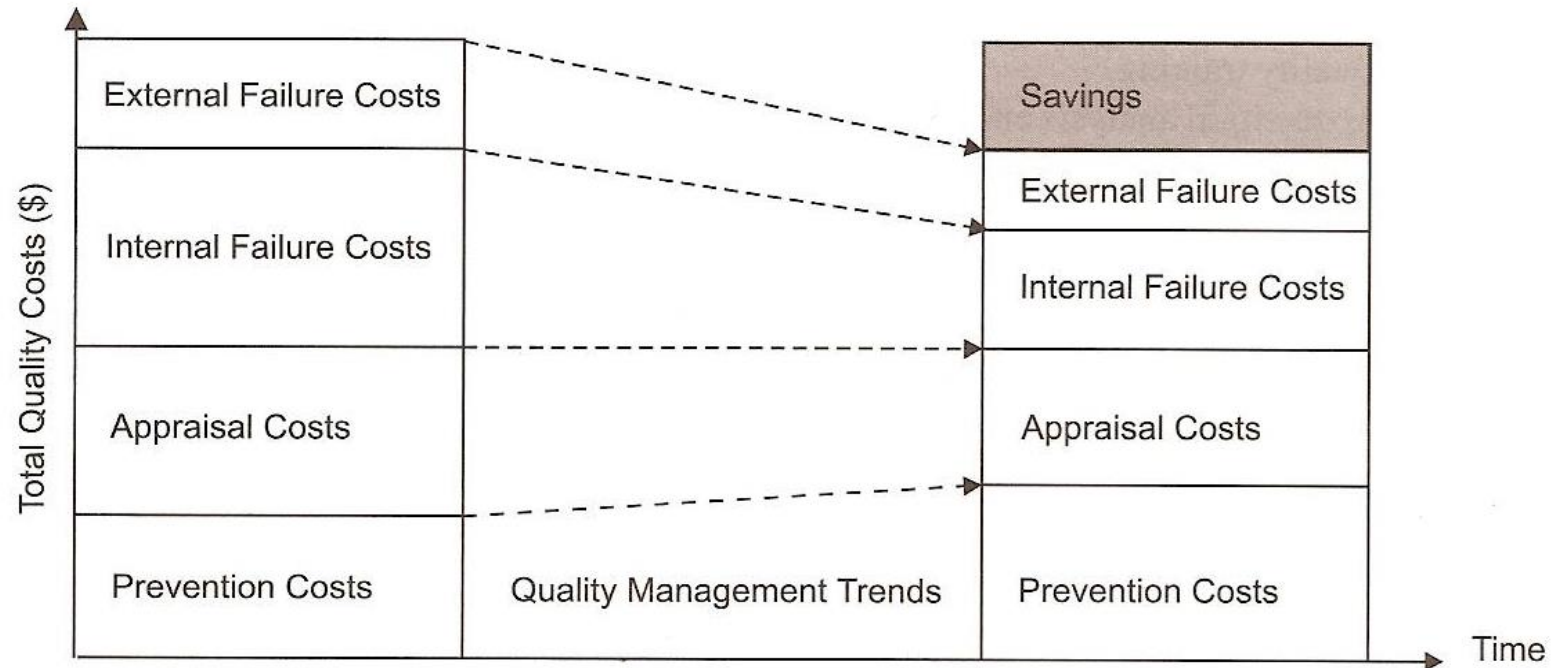 Total Quality Costs ($)
External Failure Costs
Internal Failure Costs
Appraisal Costs
Prevention Costs
Quality Management Trends
Savings
External Failure Costs
Internal Failure Costs
Appraisal Costs
Prevention Costs
Time